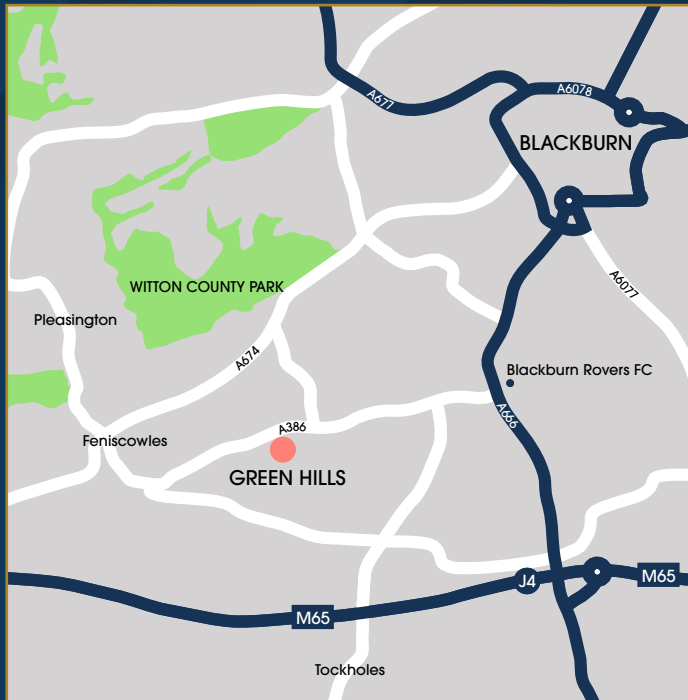 A677
A6078
BLACKBURN
A6077
WITTON COUNTY PARK
Pleasington
A674
Blackburn Rovers FC
A666
A386
Feniscowles
GREEN HILLS
J4
M65
M65
Tockholes